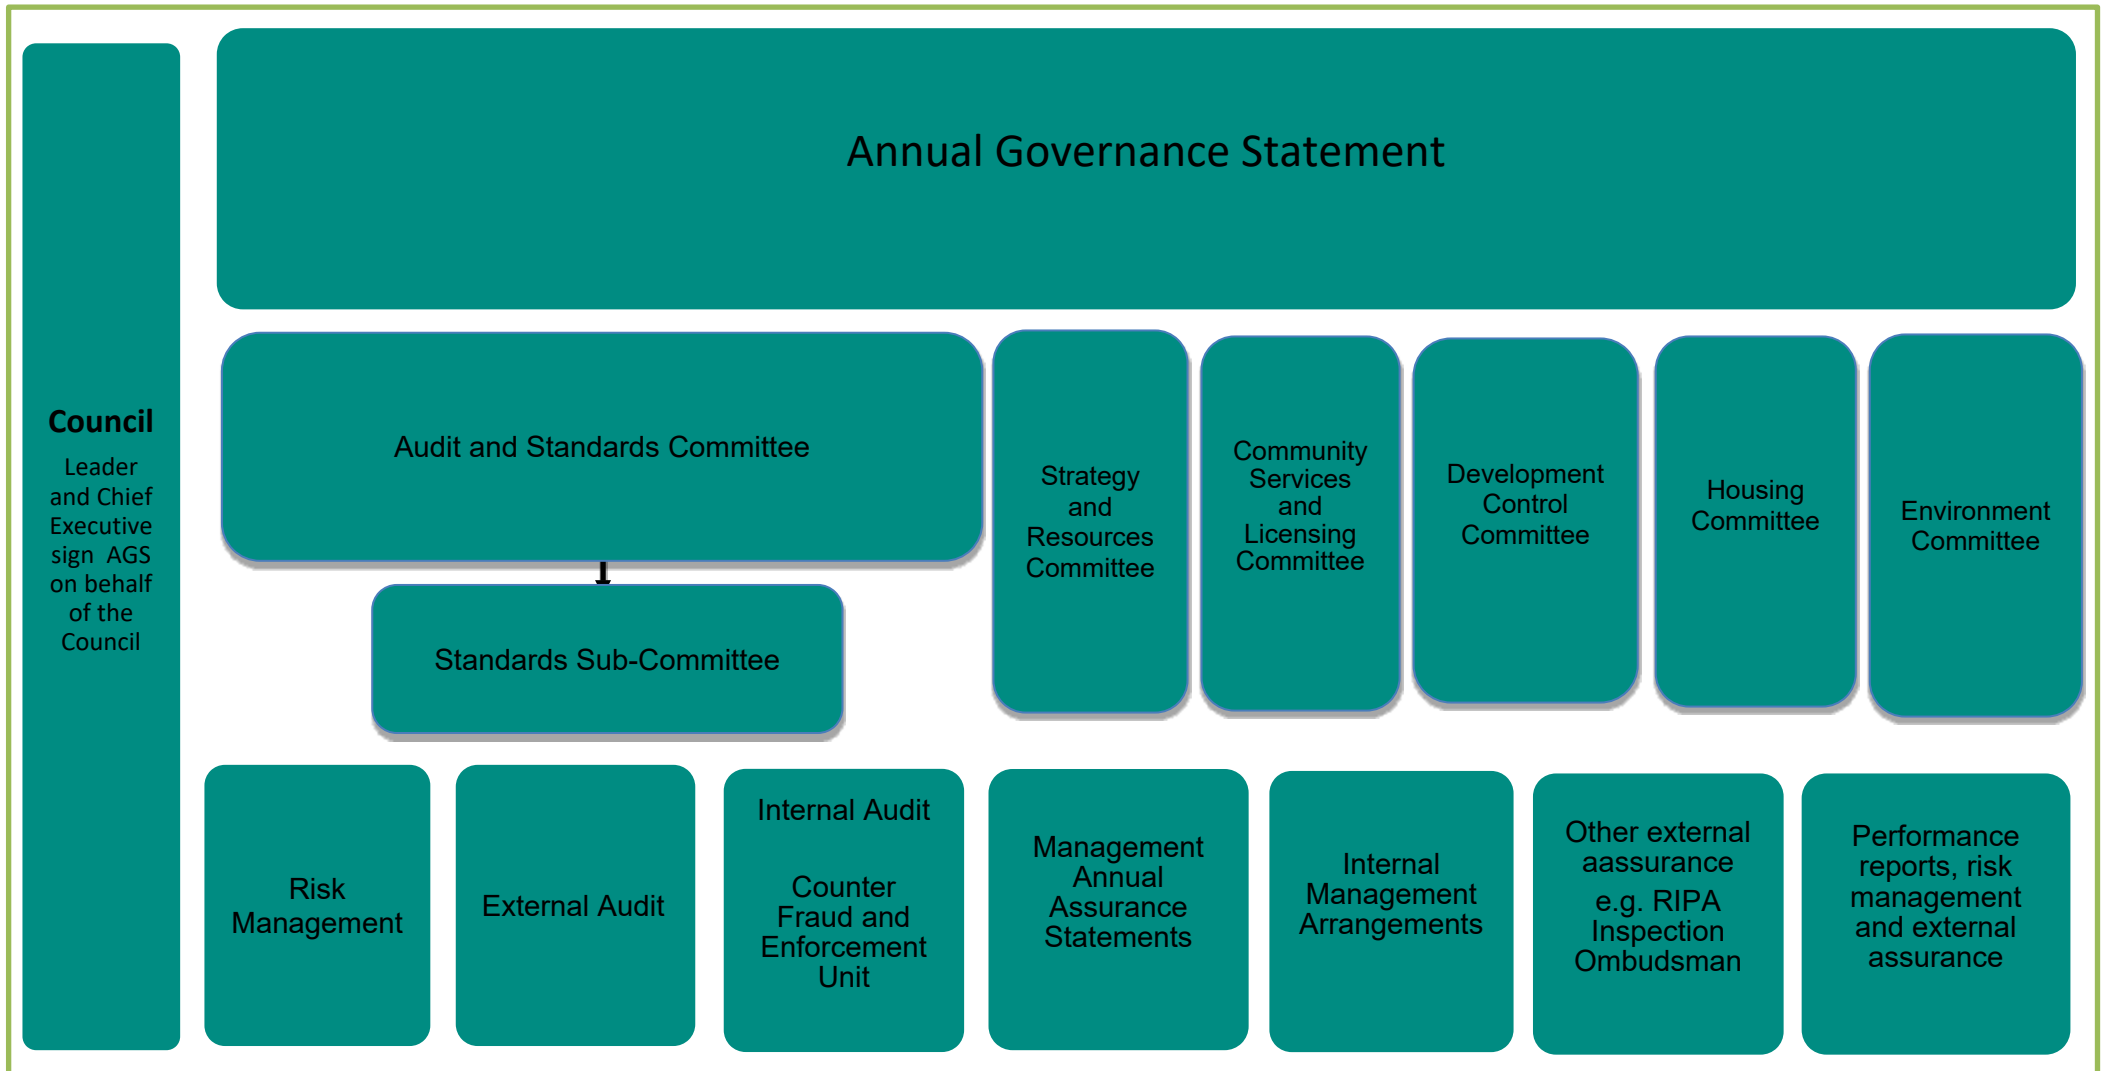 Council
Leader
and Chief
Executive
sign AGS
on behalf
of the
Council
Annual Governance Statement
Audit and Standards Committee
Standards Sub-Committee
Strategy
and
Resources
Committee
Community
Services
and
Licensing
Committee
Development
Control
Committee
Housing
Committee
Environment
Committee
Risk
Management
External Audit
Internal Audit
Counter
Fraud and
Enforcement
Unit
Management
Annual
Assurance
Statements
Internal
Management
Arrangements
Other external
aassurance
e.g. RIPA
Inspection
Ombudsman
Performance
reports, risk
management
and external
assurance